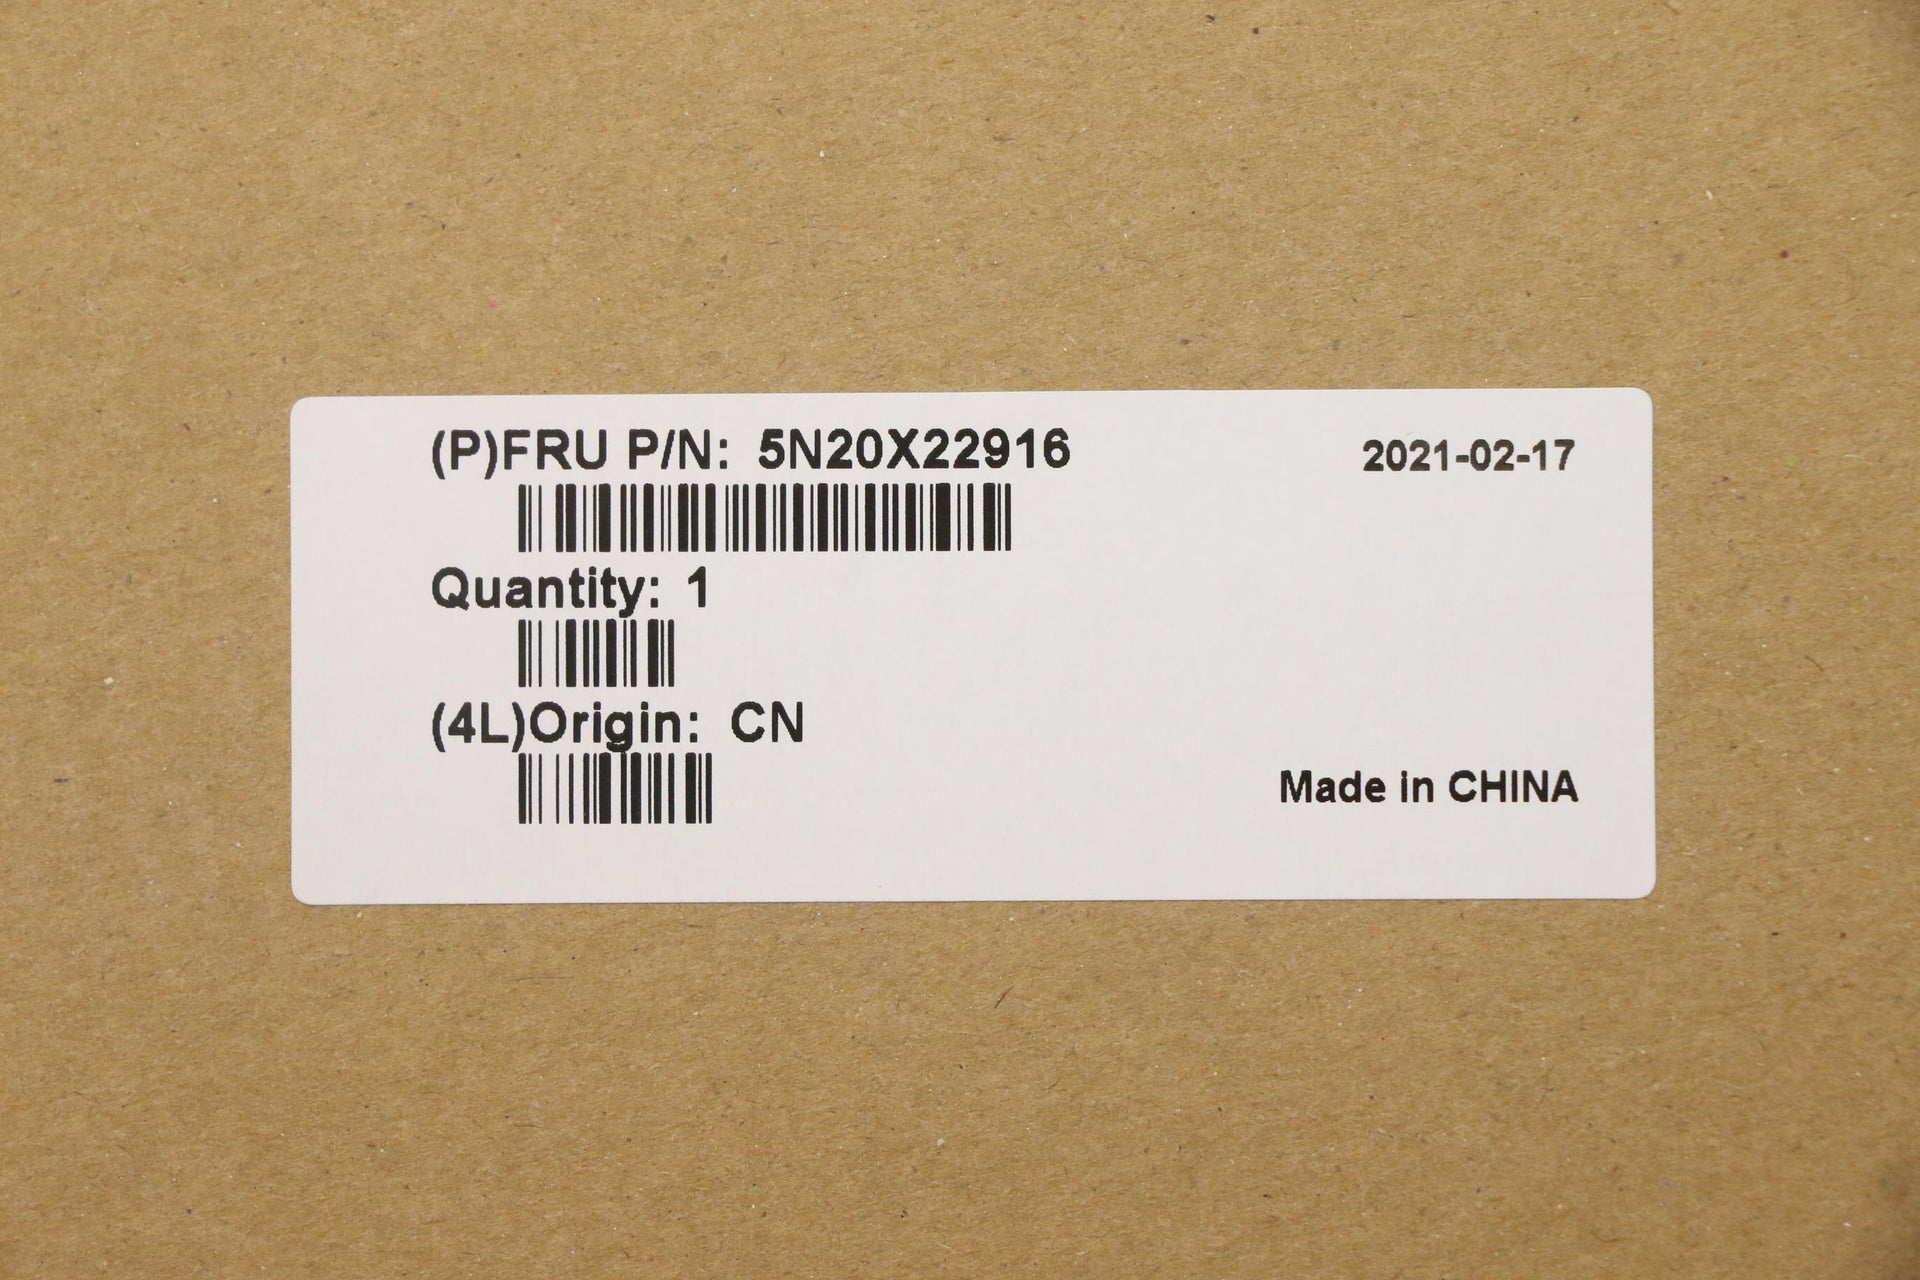 (P)FRU P/N: 5N20X22916 2021-02-17
Quantity: 1
(4L)Origin: CN
Made in CHINA